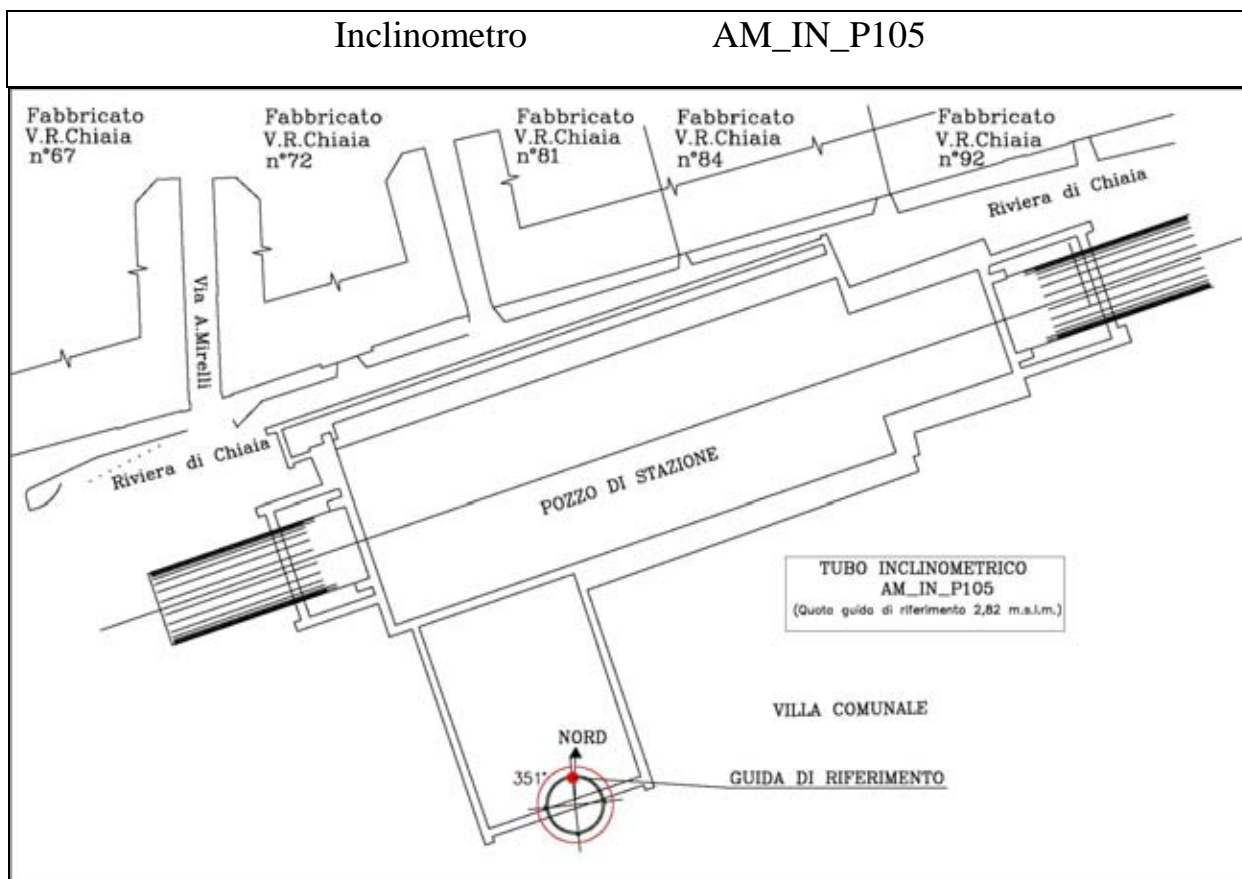 Inclinometro AM_IN_P105
Fabbricato
V.R.Chiaia
n°67
Fabbricato
V.R.Chiaia
n°72
Fabbricato
V.R.Chiaia
n°81
Fabbricato
V.R.Chiaia
n°84
Fabbricato
V.R.Chiaia
n°92
Riviera di Chiaia
Via A.Mirelli
Riviera di Chiaia
POZZO DI STAZIONE
TUBO INCLINOMETRICO
AM_IN_P105
(Quota guida di riferimento 2,82 m.s.l.m.)
VILLA COMUNALE
NORD
351°
GUIDA DI RIFERIMENTO